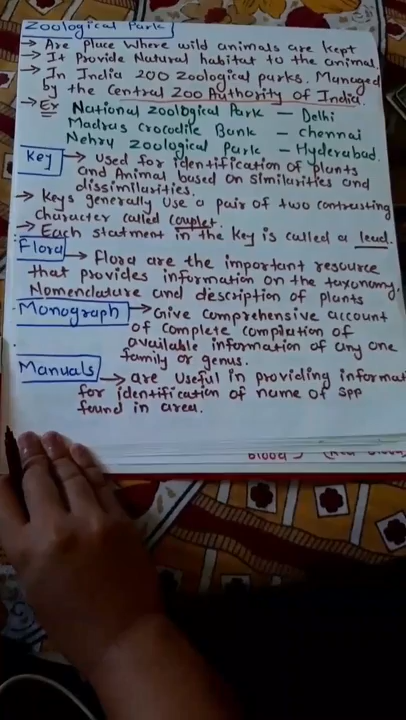 Zoological Park
→ Are Place Where wild animals are kept
→ It Provide Natural habitat to the animal.
→ In India 200 Zoological parks. Managed
by the Central Zoo Authority of India.
→ Ex National Zoological Park – Delhi
Madras Crocodile Bank – Chennai
Nehry Zoological Park – Hyderabad.
Key → Used for identification of plants
and Animal based on similarities and
dissimilarities.
→ Keys generally Use a pair of two contrasting
character called couplet.
→ Each statment in the Key is called a lead.
Flora → Flora are the important resource
that provides information on the taxonomy,
Nomenclature and description of plants
Monograph → Give comprehensive account
of complete compilation of
available information of any one
family or genus.
Manuals → are useful in providing informat
for identification of name of spp
found in area.